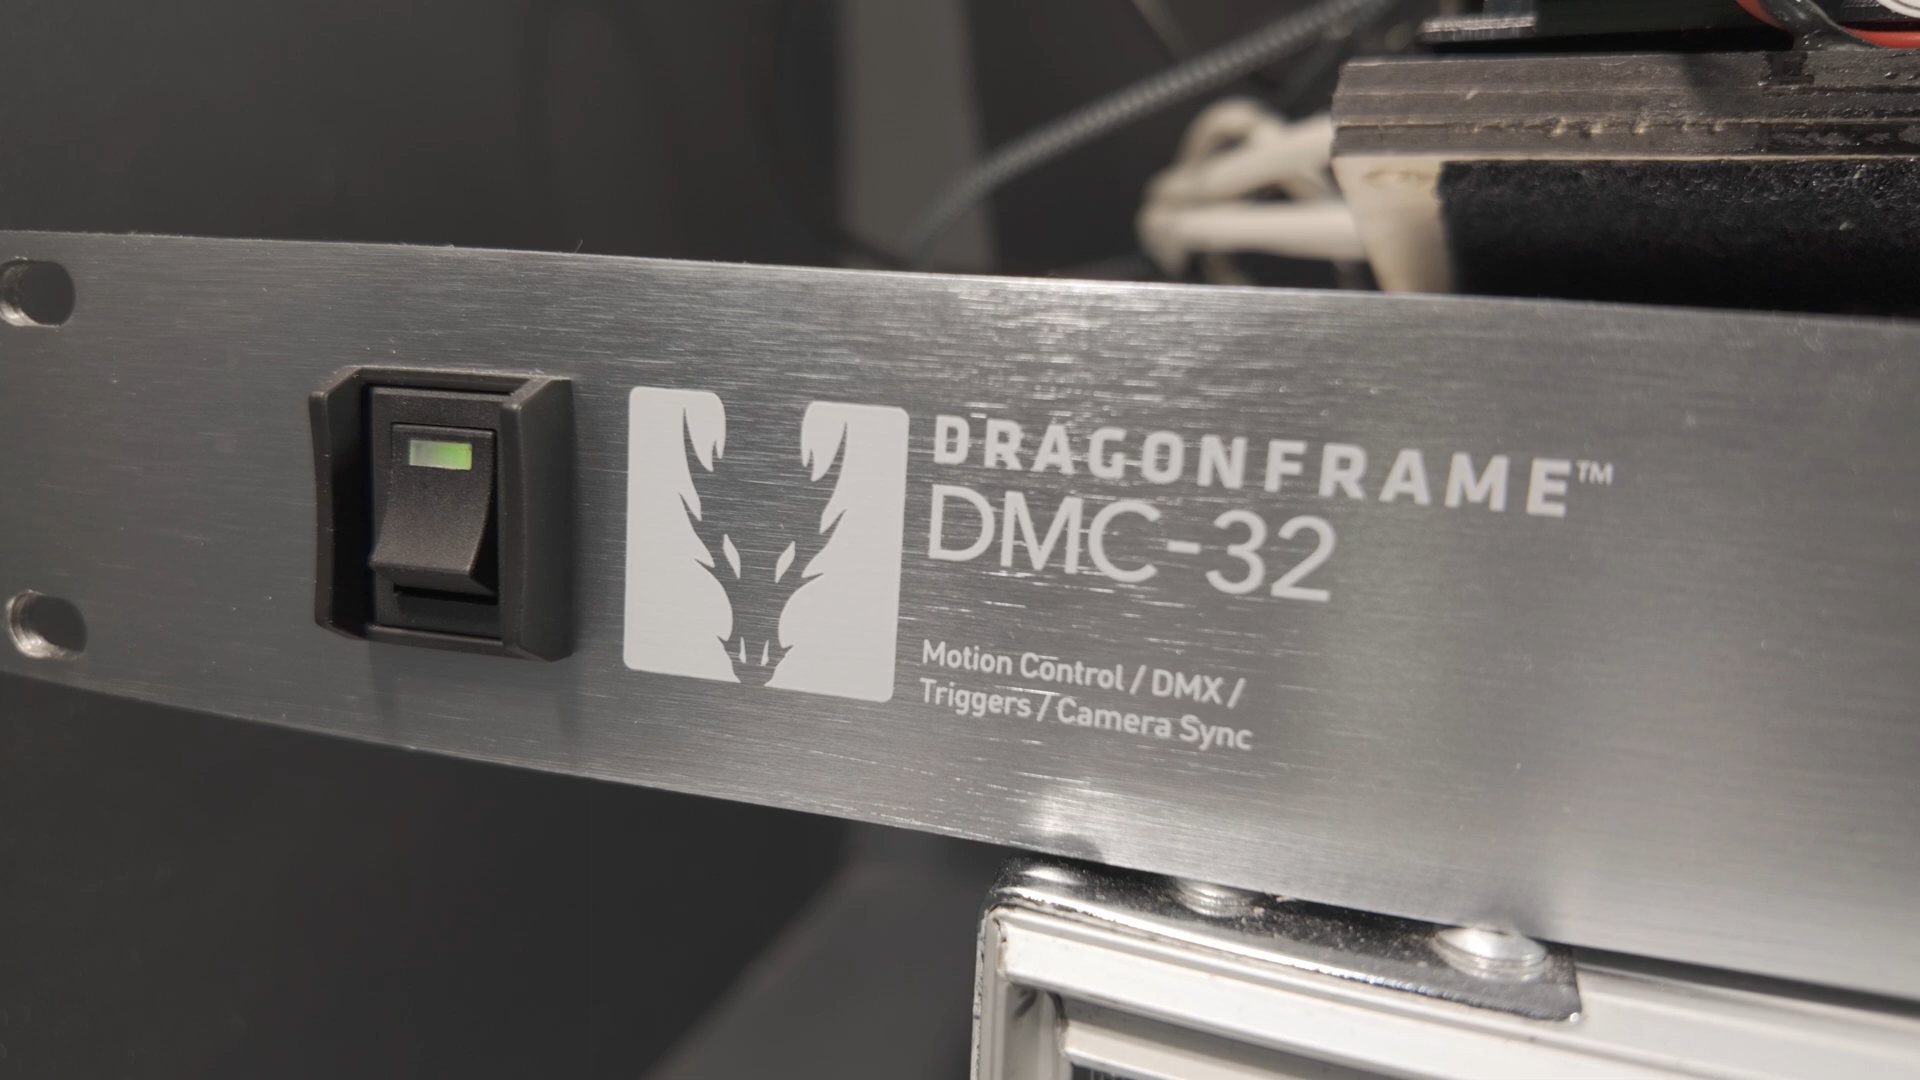 DRAGONFRAME™
DMC-32
Motion Control / DMX /
Triggers / Camera Sync